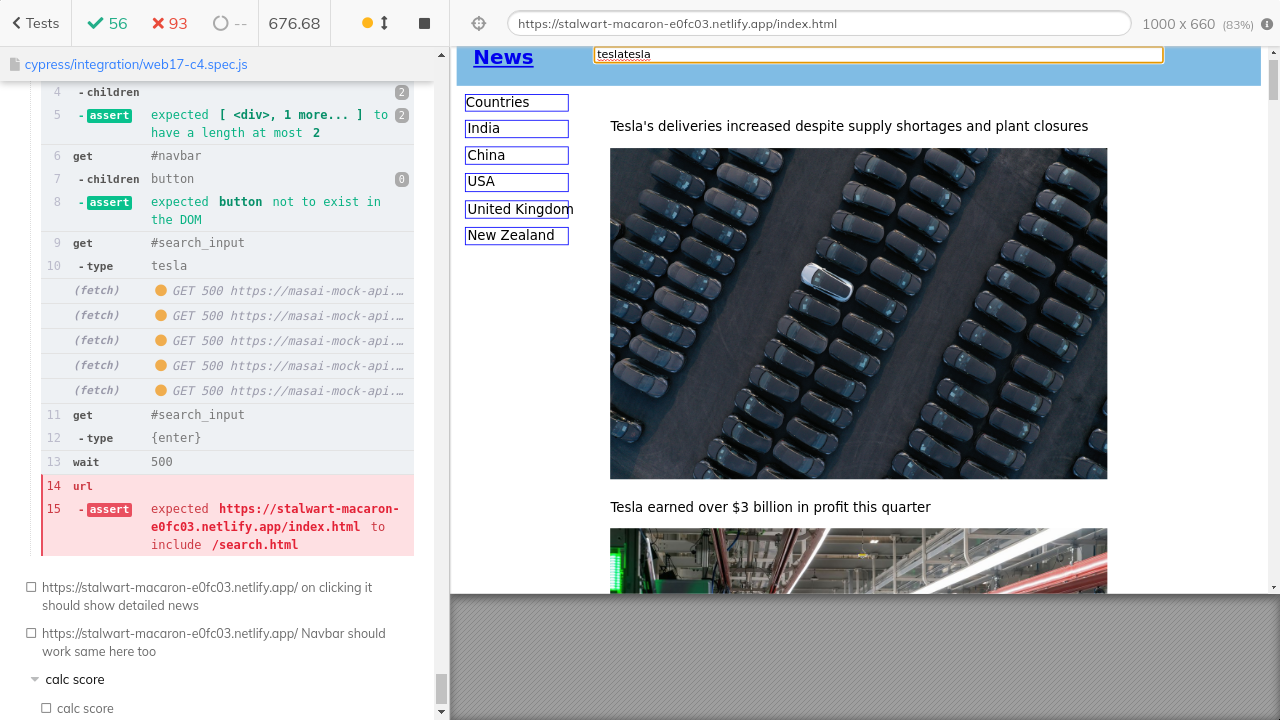 Tests
56
93
--
676.68
https://stalwart-macaron-e0fc03.netlify.app/index.html
1000 x 660 (83%)
cypress/integration/web17-c4.spec.js
4 - children 2
5 - assert expected [ <div>, 1 more... ] to 2
have a length at most 2
6 get #navbar
7 - children button 0
8 - assert expected button not to exist in
the DOM
9 get #search_input
10 - type tesla
(fetch) GET 500 https://masai-mock-api.…
(fetch) GET 500 https://masai-mock-api.…
(fetch) GET 500 https://masai-mock-api.…
(fetch) GET 500 https://masai-mock-api.…
(fetch) GET 500 https://masai-mock-api.…
11 get #search_input
12 - type {enter}
13 wait 500
14 url
15 - assert expected https://stalwart-macaron-
e0fc03.netlify.app/index.html to
include /search.html
https://stalwart-macaron-e0fc03.netlify.app/ on clicking it
should show detailed news
https://stalwart-macaron-e0fc03.netlify.app/ Navbar should
work same here too
calc score
calc score
News
teslatesla
Countries
India
China
USA
United Kingdom
New Zealand
Tesla's deliveries increased despite supply shortages and plant closures
Tesla earned over $3 billion in profit this quarter